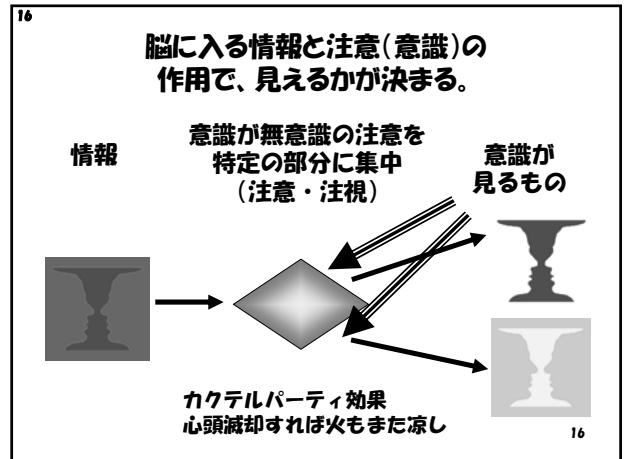 16
脳に入る情報と注意(意識)の
作用で、見えるかが決まる。
情報
意識が無意識の注意を
特定の部分に集中
(注意・注視)
意識が
見るもの
カクテルパーティ効果
心頭滅却すれば火もまた凉し
16